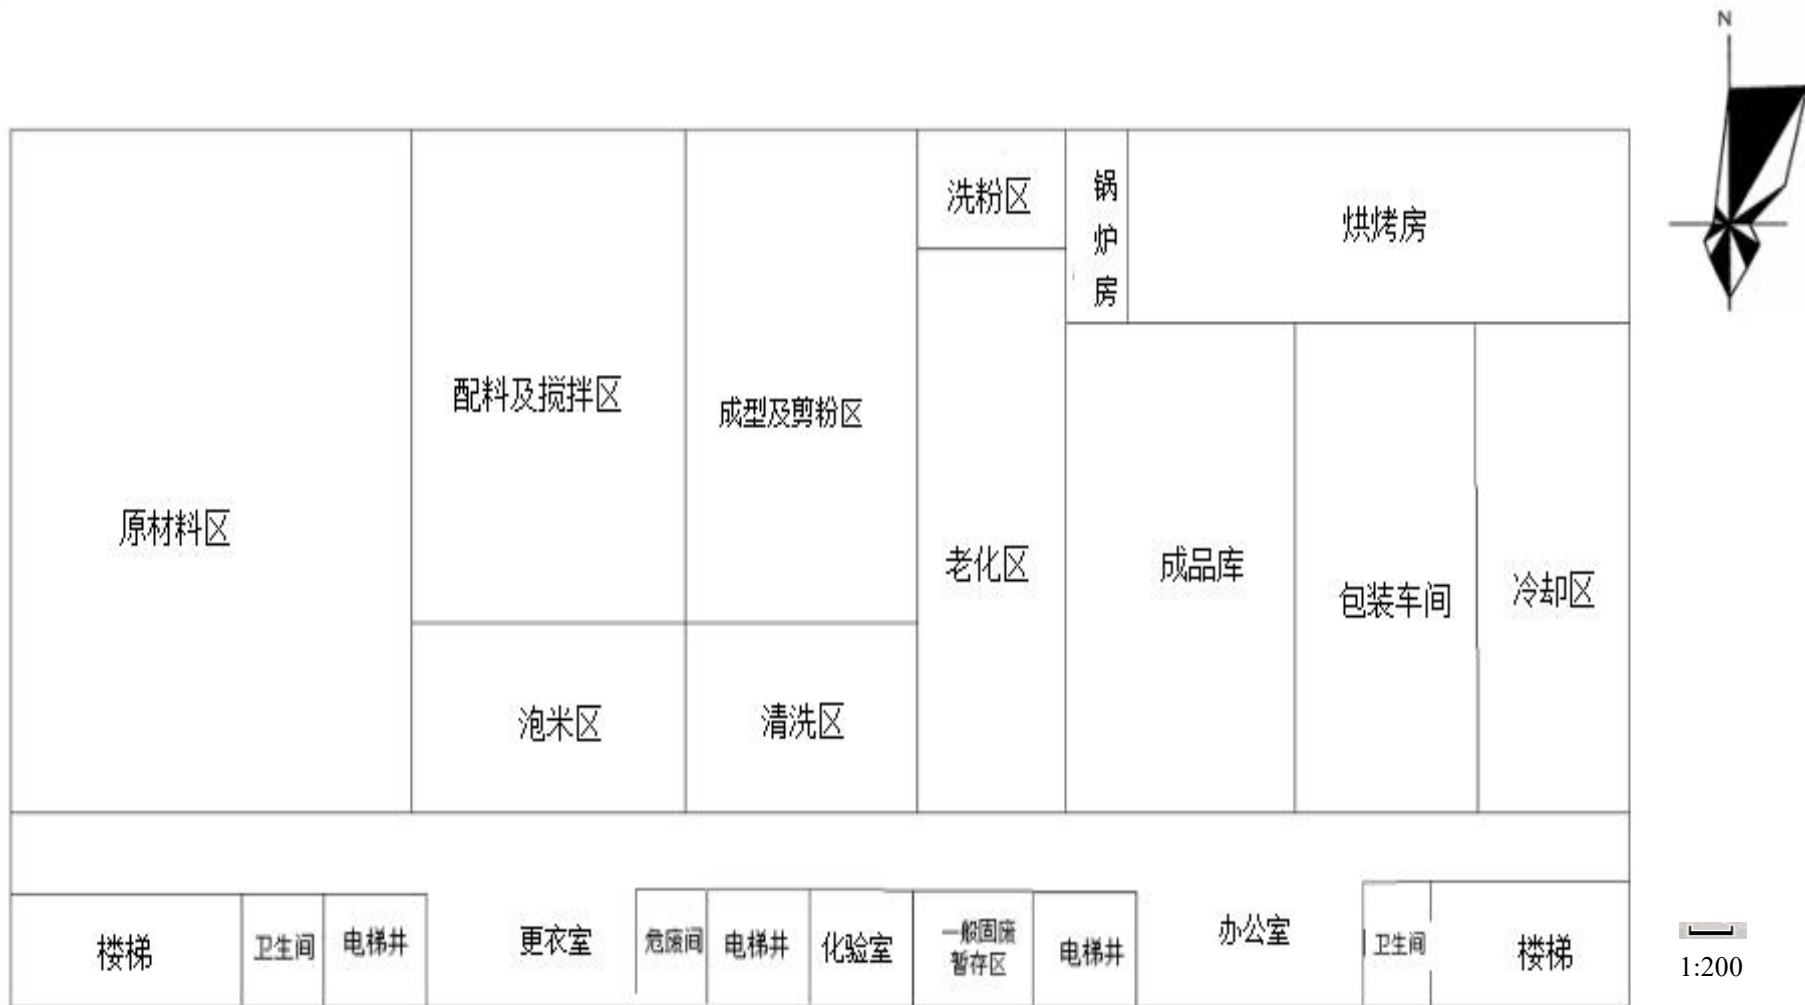 N
洗粉区
锅
炉
房
烘烤房
配料及搅拌区
成型及剪粉区
原材料区
老化区
成品库
包装车间
冷却区
泡米区
清洗区
楼梯
卫生间
电梯井
更衣室
危废间
电梯井
化验室
一般固废
暂存区
电梯井
办公室
卫生间
楼梯
1:200